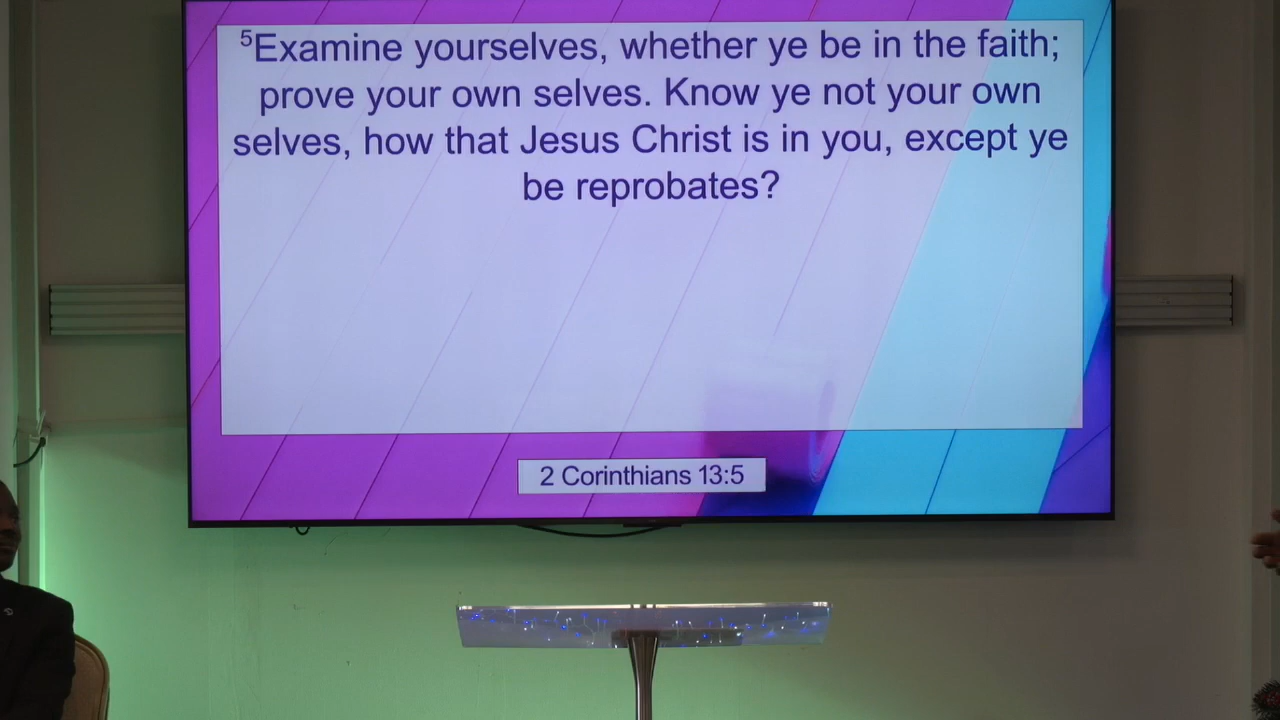 ⁵Examine yourselves, whether ye be in the faith;
prove your own selves. Know ye not your own
selves, how that Jesus Christ is in you, except ye
be reprobates?
2 Corinthians 13:5